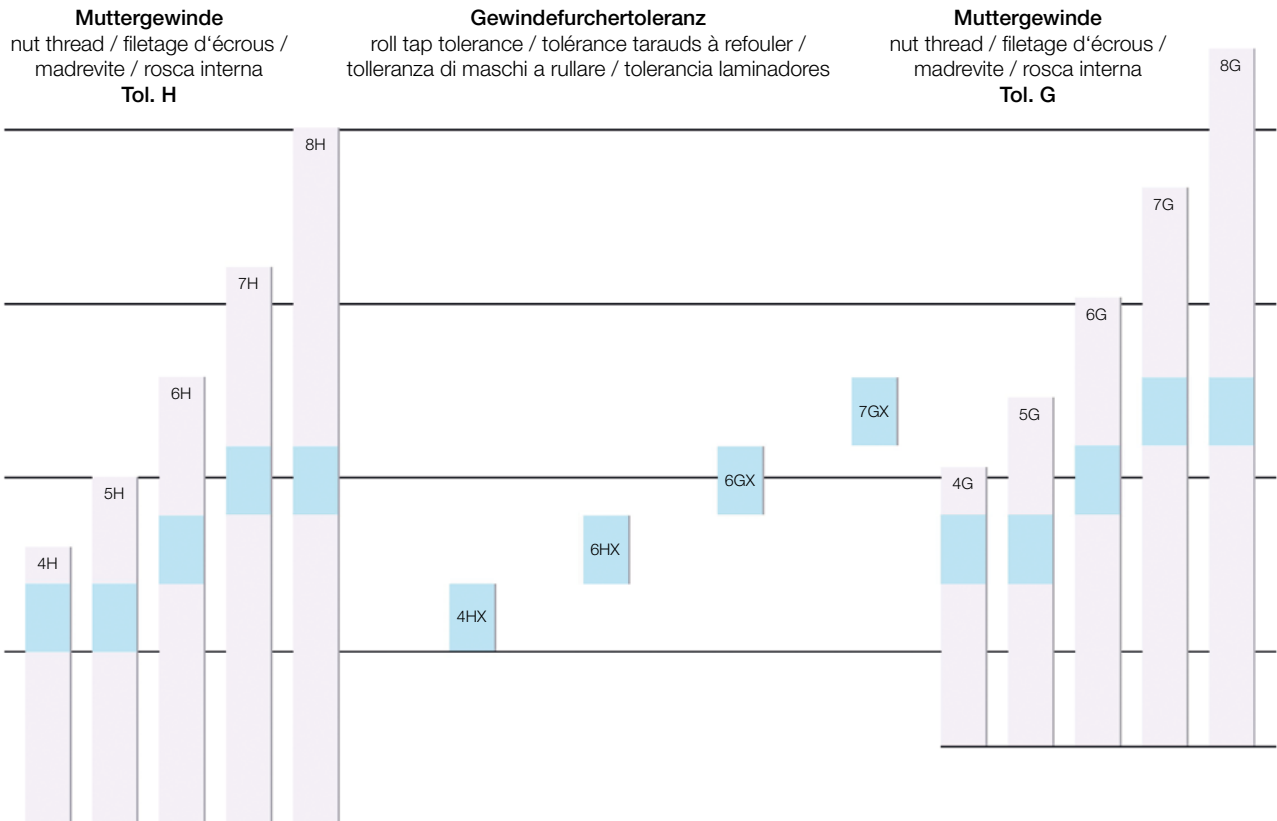 Muttergewinde
nut thread / filetage d‘écrous /
madrevite / rosca interna
Tol. H
Gewindefurchertoleranz
roll tap tolerance / tolérance tarauds à refouler /
tolleranza di maschi a rullare / tolerancia laminadores
Muttergewinde
nut thread / filetage d‘écrous /
madrevite / rosca interna
Tol. G
4H
5H
6H
7H
8H
4HX
6HX
6GX
7GX
4G
5G
6G
7G
8G